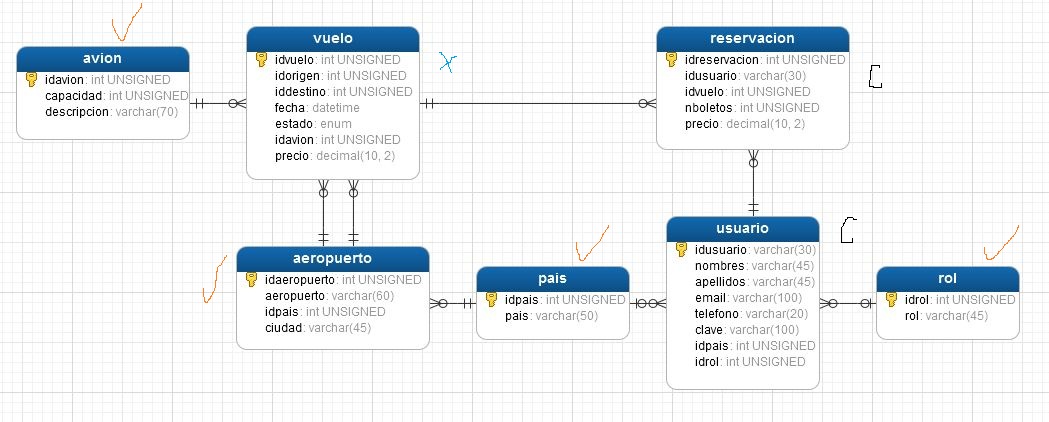 avion
idavion: int UNSIGNED
capacidad: int UNSIGNED
descripcion: varchar(70)
vuelo
idvuelo: int UNSIGNED
idorigen: int UNSIGNED
iddestino: int UNSIGNED
fecha: datetime
estado: enum
idavion: int UNSIGNED
precio: decimal(10, 2)
reservacion
idreservacion: int UNSIGNED
idusuario: varchar(30)
idvuelo: int UNSIGNED
nboletos: int UNSIGNED
precio: decimal(10, 2)
aeropuerto
idaeropuerto: int UNSIGNED
aeropuerto: varchar(60)
idpais: int UNSIGNED
ciudad: varchar(45)
pais
idpais: int UNSIGNED
pais: varchar(50)
usuario
idusuario: varchar(30)
nombres: varchar(45)
apellidos: varchar(45)
email: varchar(100)
telefono: varchar(20)
clave: varchar(100)
idpais: int UNSIGNED
idrol: int UNSIGNED
rol
idrol: int UNSIGNED
rol: varchar(45)